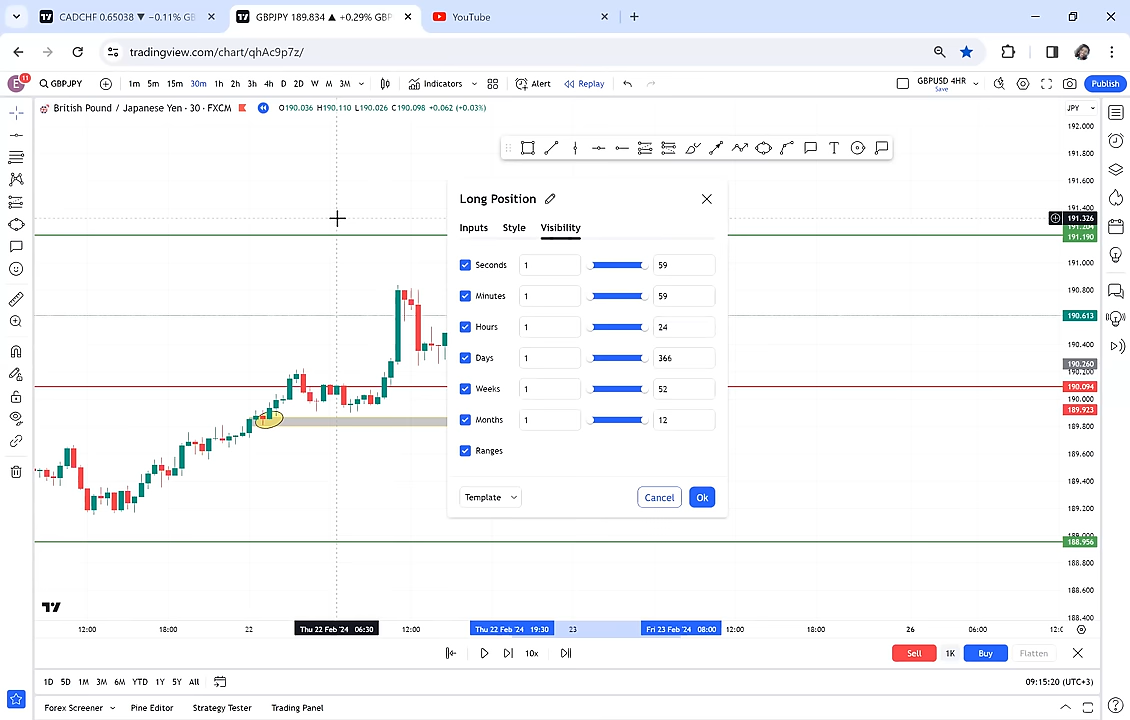 CADCHF 0.65038 ▼ −0.11% GB
GBPJPY 189.834 ▲ +0.29% GBP
YouTube
tradingview.com/chart/qhAc9p7z/
E 11 GBPJPY 1m 5m 15m 30m 1h 2h 3h 4h D 2D W M 3M Indicators Alert Replay GBPUSD 4HR Save Publish
British Pound / Japanese Yen · 30 · FXCM O190.036 H190.110 L190.026 C190.098 +0.062 (+0.03%) JPY
192.000
191.800
191.600
191.400
191.326
191.204
191.190
191.000
190.800
190.613
190.400
190.260
190.200
190.094
190.000
189.923
189.800
189.600
189.400
189.200
189.000
188.956
188.800
188.600
188.400
Long Position
Inputs Style Visibility
Seconds 1 59
Minutes 1 59
Hours 1 24
Days 1 366
Weeks 1 52
Months 1 12
Ranges
Template Cancel Ok
12:00 18:00 22 Thu 22 Feb '24 06:30 12:00 Thu 22 Feb '24 19:30 23 Fri 23 Feb '24 08:00 12:00 18:00 26 06:00 12:0
10x Sell 1K Buy Flatten
1D 5D 1M 3M 6M YTD 1Y 5Y All 09:15:20 (UTC+3)
Forex Screener Pine Editor Strategy Tester Trading Panel